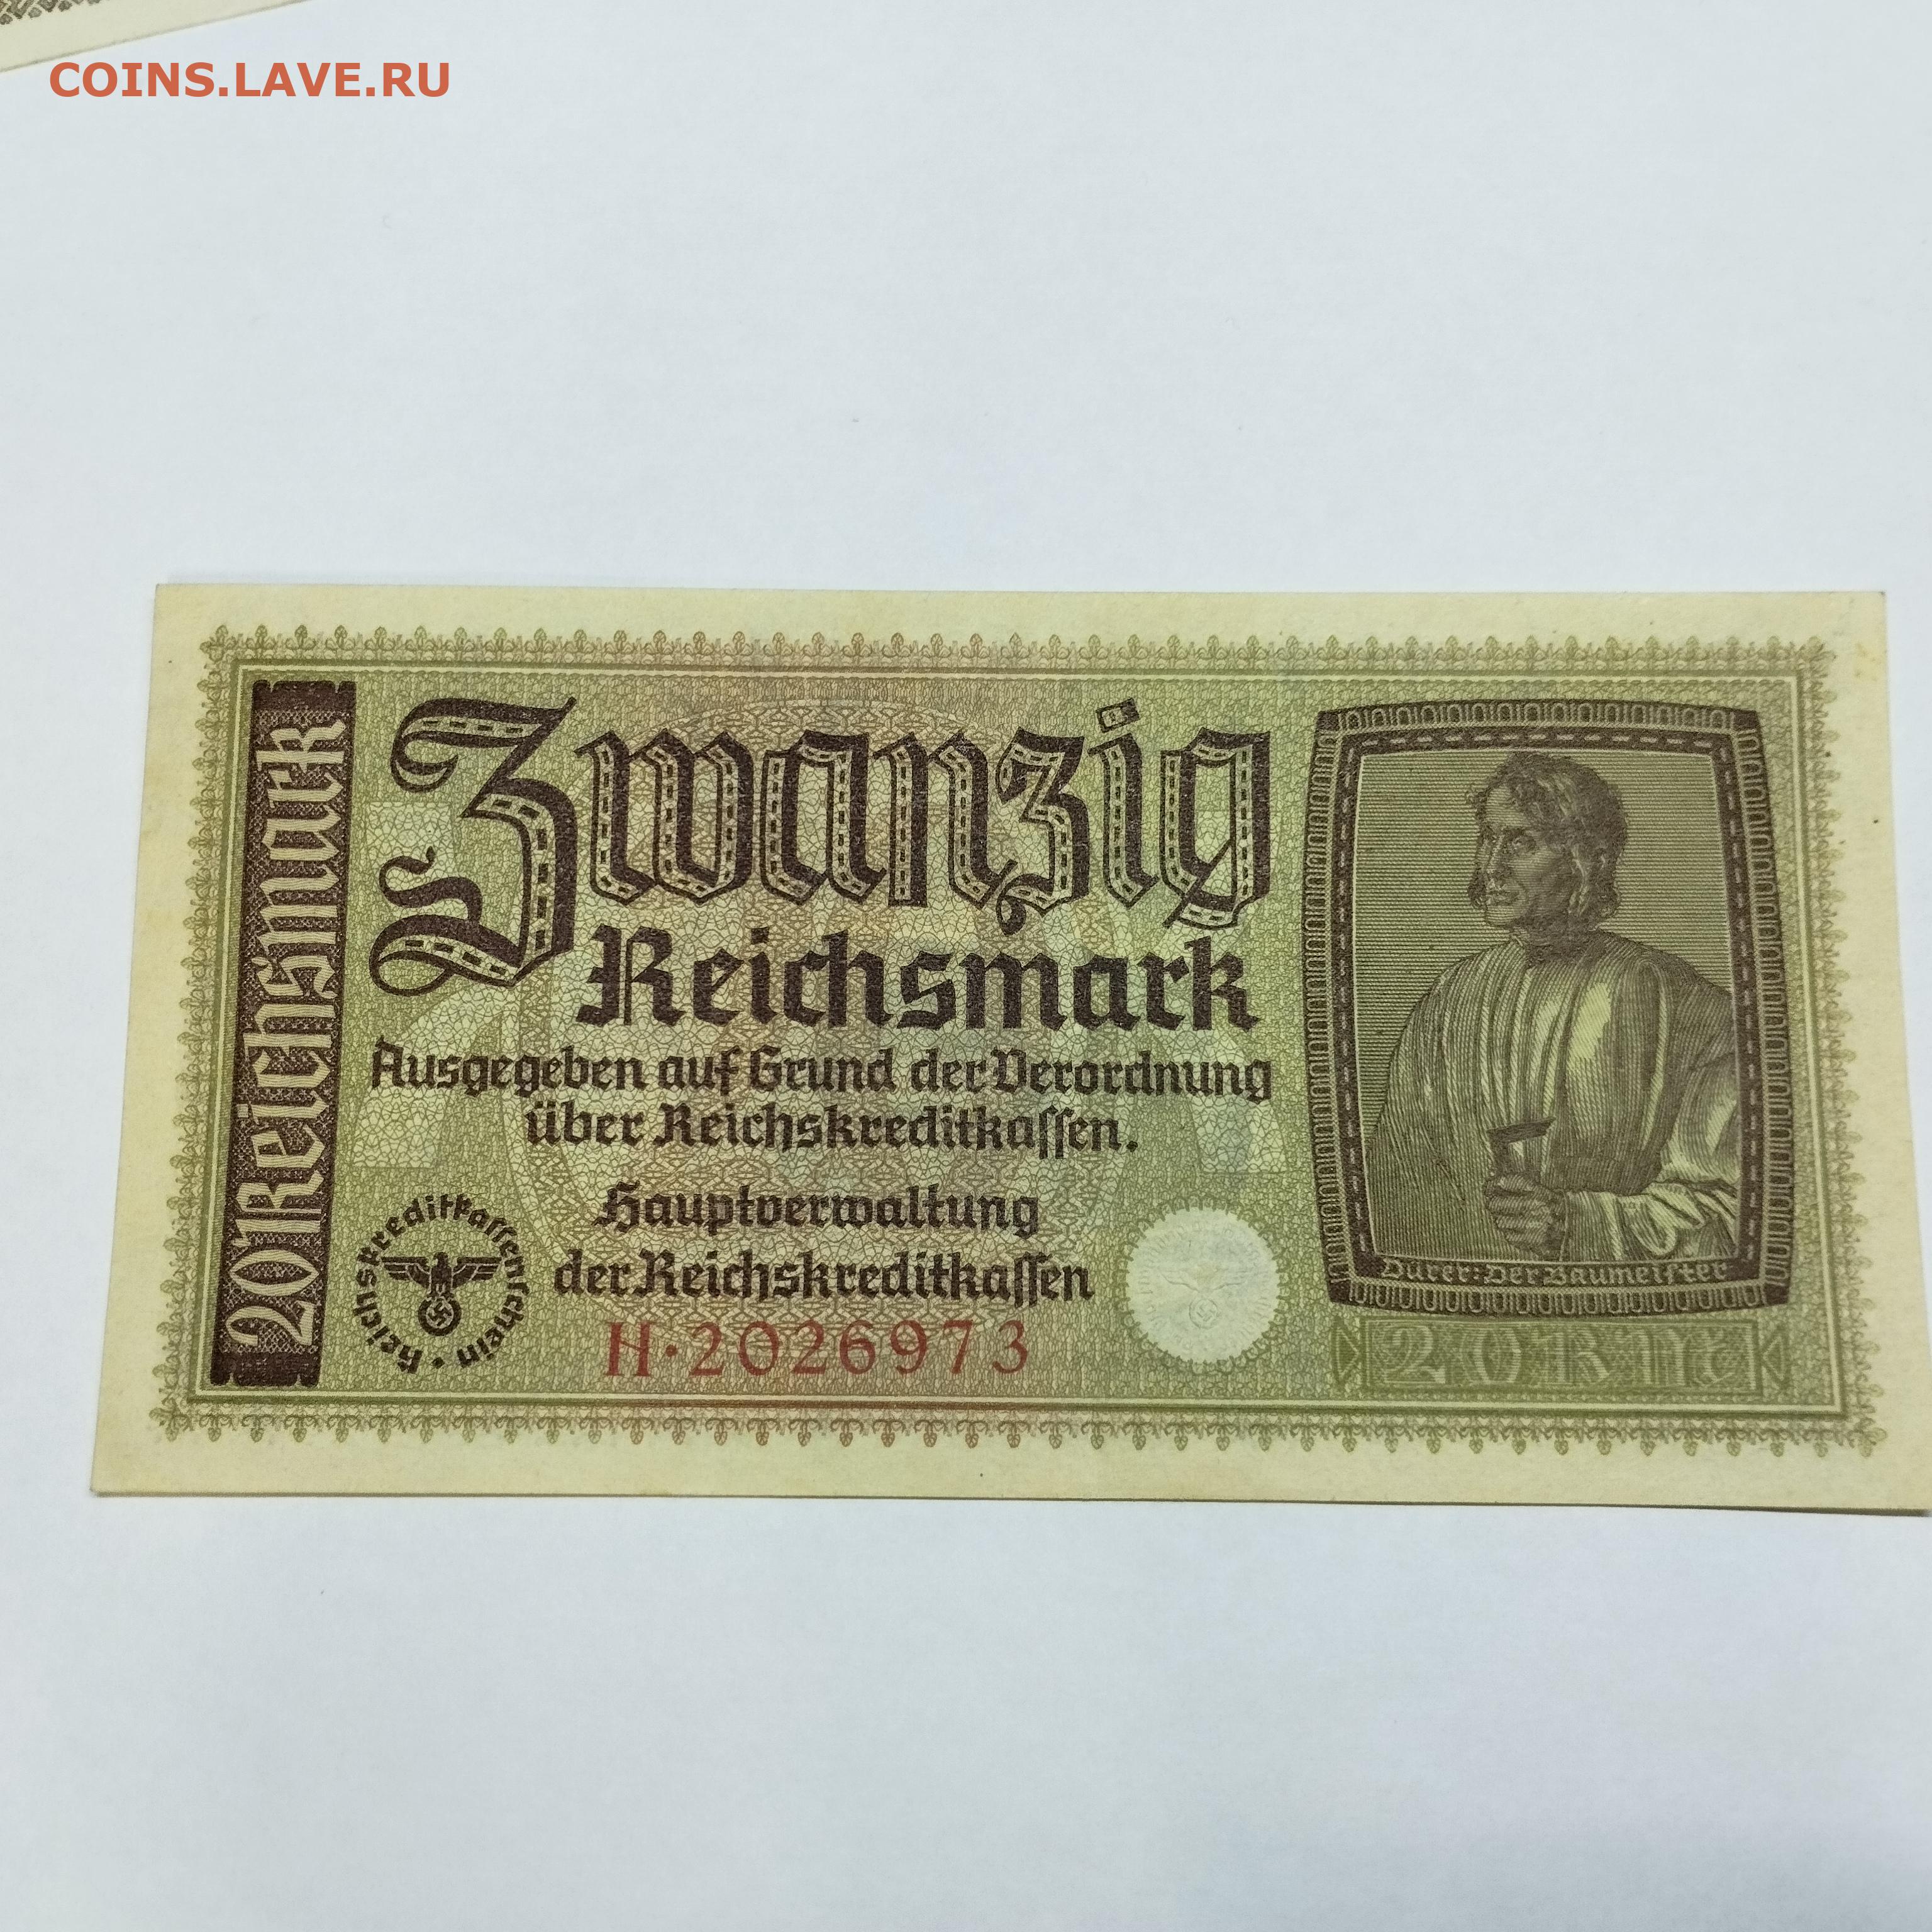 COINS.LAVE.RU
20 Reichsmark
Zwanzig
Reichsmark
Ausgegeben auf Grund der Verordnung
über Reichskreditkaſſen.
Hauptverwaltung
der Reichskreditkaſſen
Reichskreditkaſſenſchein •
H·2026973
Dürer: Der Baumeiſter
20 RM